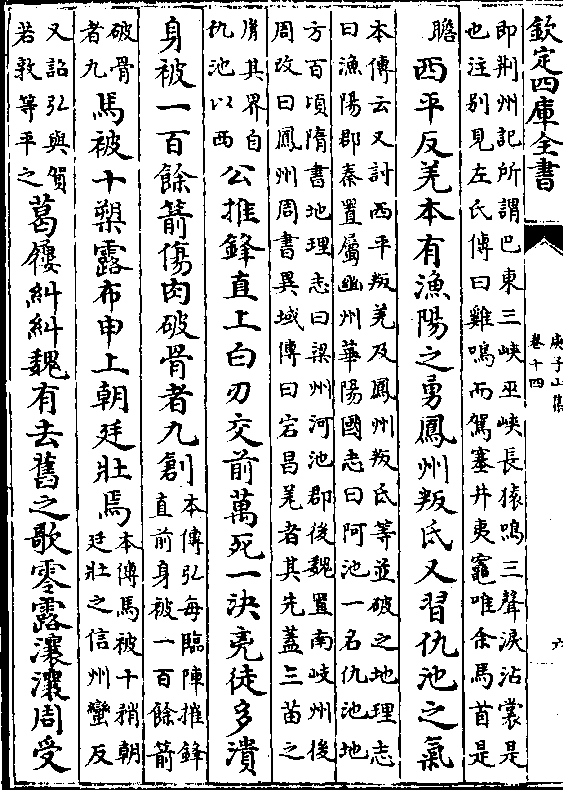 欽定四庫全書
庾子山集
卷十四
六
即荆州記所謂巴東三峽巫峽長猿鳴三聲淚沾裳是
也注别見左氏傳曰雞鳴而駕塞井夷竈唯余馬首是
瞻
西平反羌本有漁陽之勇鳳州叛氐又習仇池之氣
本傳云又討西平叛羌及鳳州叛氐等並破之地理志
曰漁陽郡秦置屬幽州華陽國志曰河池一名仇池地
方百頃隋書地理志曰梁州河池郡後魏置南岐州後
周改曰鳳州周書異域傳曰宕昌羌者其先蓋三苗之
胤其界自
仇池以西
公推鋒直上白刃交前萬死一决兇徒多潰
身被一百餘箭傷肉破骨者九創
本傳弘每臨陣推鋒
直前身被一百餘箭
破骨
者九
馬被十槊露布申上朝廷壯焉
本傳馬被十矟朝
廷壯之信州蠻反
又詔弘與賀
若敦等平之
葛屨糾糾魏有去舊之歌零露瀼瀼周受